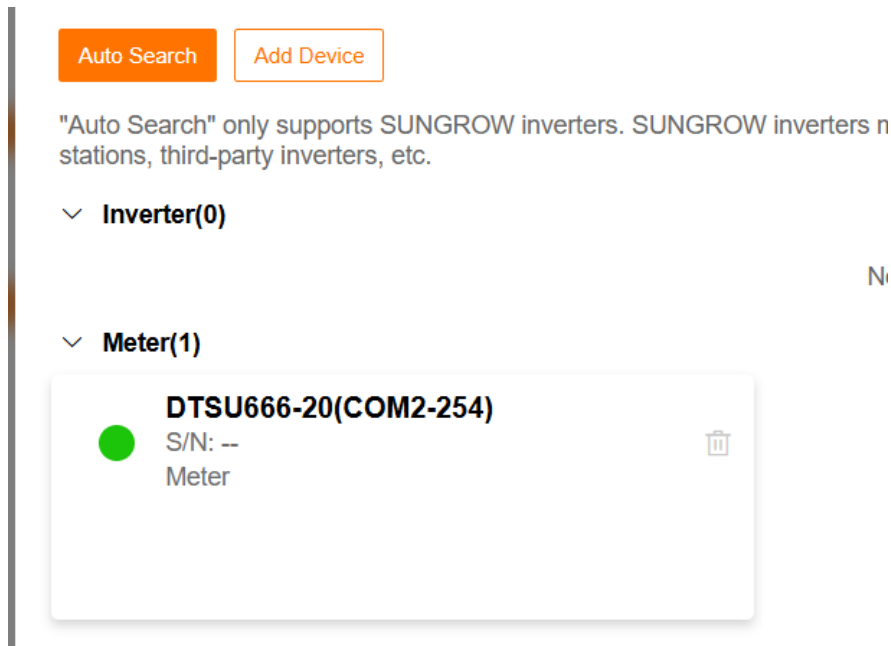 Auto Search
Add Device
"Auto Search" only supports SUNGROW inverters. SUNGROW inverters
stations, third-party inverters, etc.
Inverter(0)
Meter(1)
DTSU666-20(COM2-254)
S/N: --
Meter